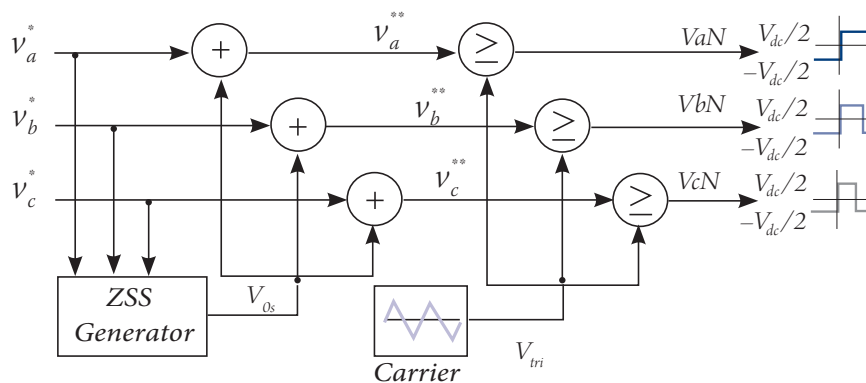 v*a + v**a ≥ VaN Vdc/2
−Vdc/2
v*b + v**b ≥ VbN Vdc/2
−Vdc/2
v*c + v**c ≥ VcN Vdc/2
−Vdc/2
ZSS
Generator
V0s
Carrier
Vtri